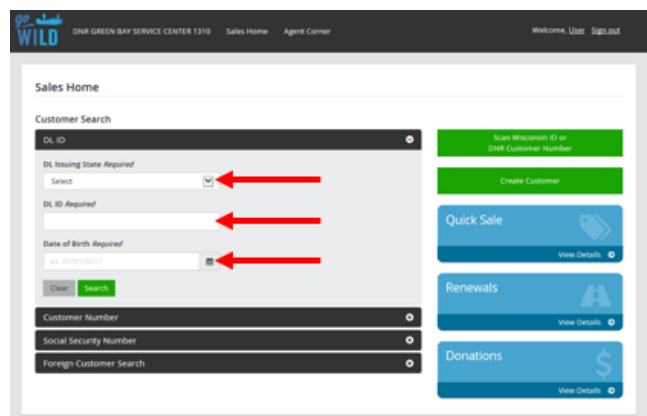 go
WILD
DNR GREEN BAY SERVICE CENTER 1310 Sales Home Agent Corner Welcome, User Sign out
Sales Home
Customer Search
DL ID
DL Issuing State Required
Select
DL ID Required
Date of Birth Required
ex. 01/01/2017
Clear Search
Customer Number
Social Security Number
Foreign Customer Search
Scan Wisconsin ID or
DNR Customer Number
Create Customer
Quick Sale
View Details
Renewals
View Details
Donations
View Details